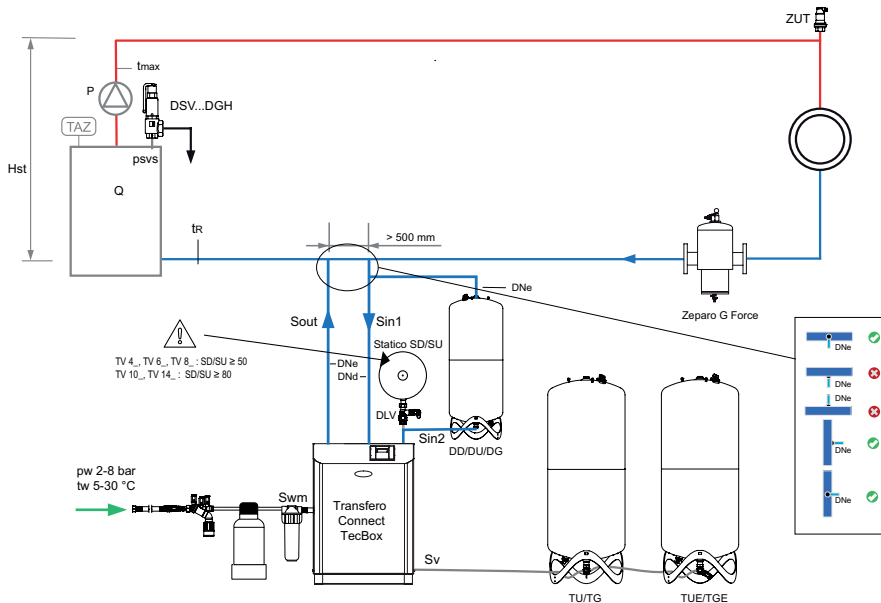 ZUT
tmax
P
DSV...DGH
TAZ
psvs
Hst
Q
tR
> 500 mm
DNe
Zeparo G Force
Sout
Sin1
Statico SD/SU
TV 4_, TV 6_, TV 8_ : SD/SU ≥ 50
TV 10_, TV 14_ : SD/SU ≥ 80
DNe
DNd
DLV
Sin2
DD/DU/DG
DNe
DNe
DNe
DNe
DNe
pw 2-8 bar
tw 5-30 °C
Swm
Transfero
Connect
TecBox
Sv
TU/TG
TUE/TGE